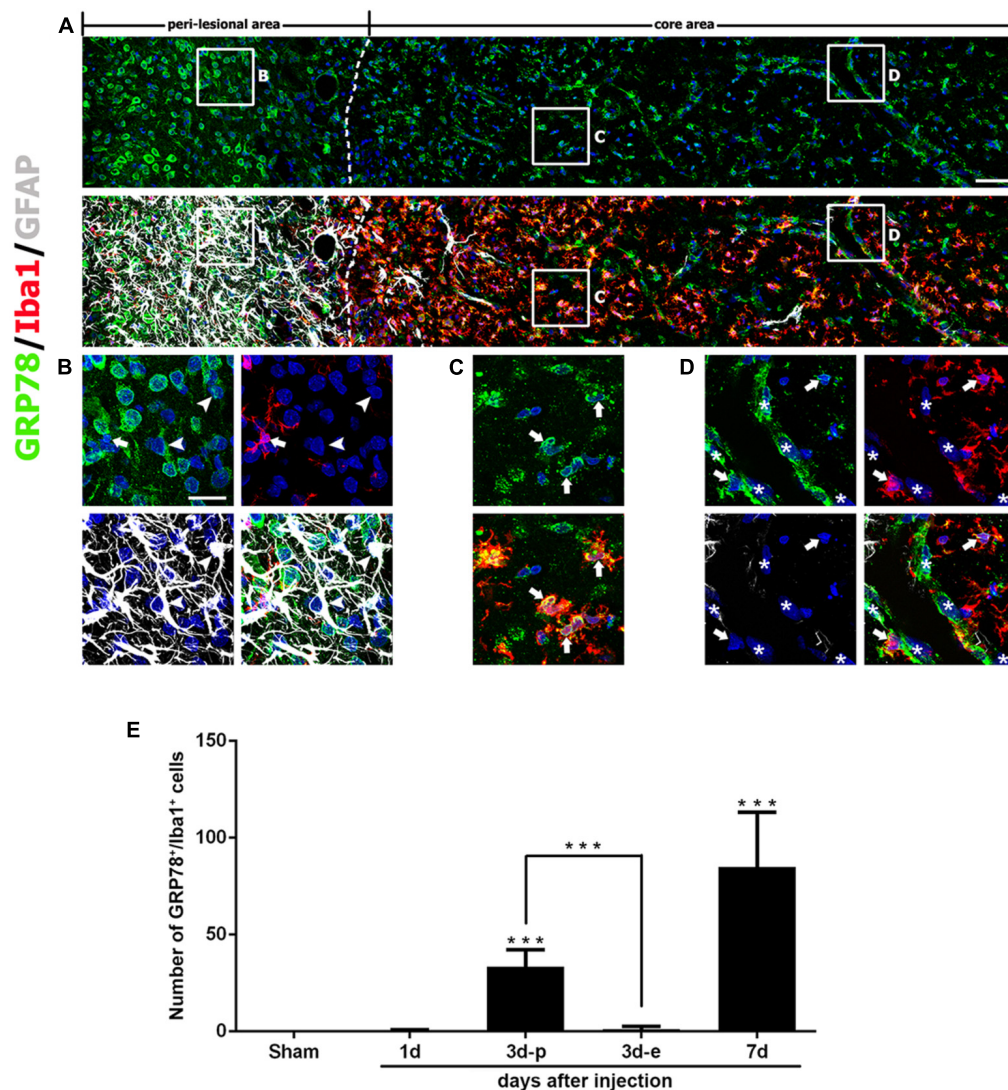 peri-lesional area
core area
A
B
C
D
B
C
D
GRP78/Iba1/GFAP
B
C
D
* * * * *
* * * * *
* * * * *
* * * * *
E
150
100
50
0
Number of GRP78⁺/Iba1⁺ cells
* * *
* * *
* * *
Sham
1d
3d-p
3d-e
7d
days after injection